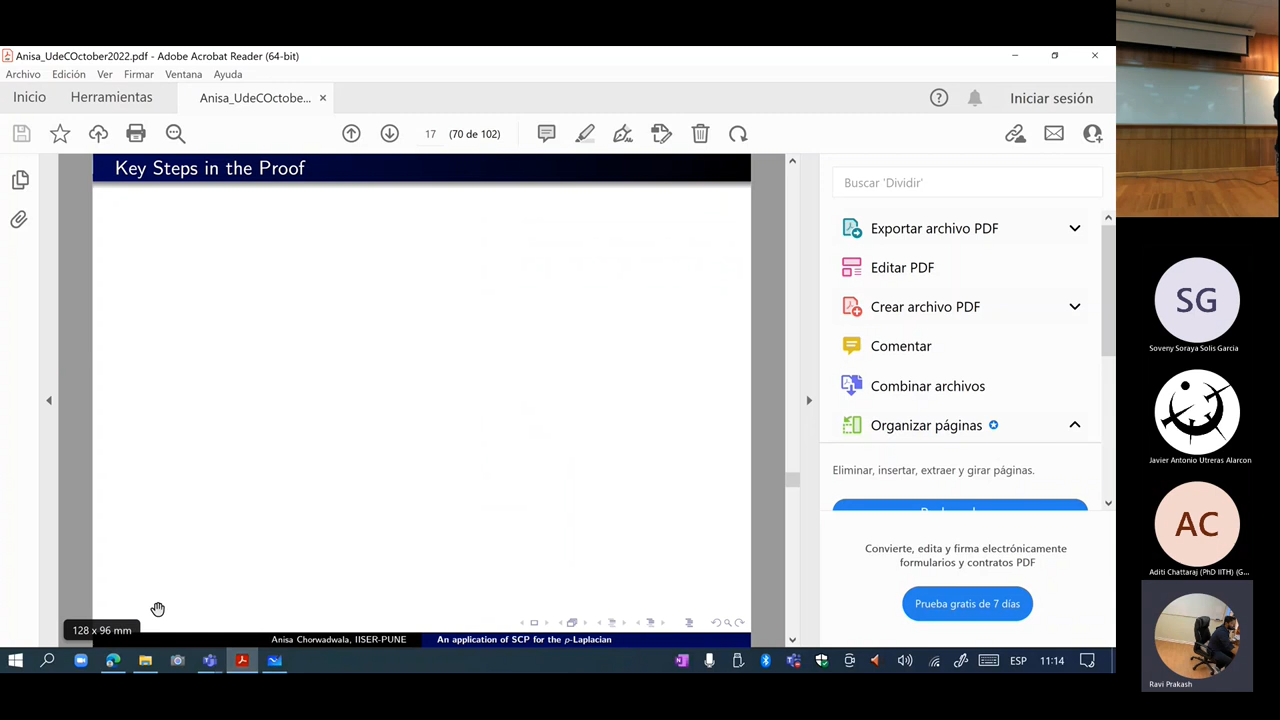 Anisa_UdeCOctober2022.pdf - Adobe Acrobat Reader (64-bit)
Archivo Edición Ver Firmar Ventana Ayuda
Inicio Herramientas Anisa_UdeCOctobe... ×
Iniciar sesión
17 (70 de 102)
Key Steps in the Proof
Buscar 'Dividir'
Exportar archivo PDF
Editar PDF
Crear archivo PDF
Comentar
Combinar archivos
Organizar páginas
Eliminar, insertar, extraer y girar páginas.
Convierte, edita y firma electrónicamente
formularios y contratos PDF
Prueba gratis de 7 días
128 x 96 mm
Anisa Chorwadwala, IISER-PUNE An application of SCP for the p-Laplacian
ESP 11:14
SG
Soveny Soraya Solis Garcia
Javier Antonio Utreras Alarcon
AC
Aditi Chattaraj (PhD IITH) (G...
Ravi Prakash